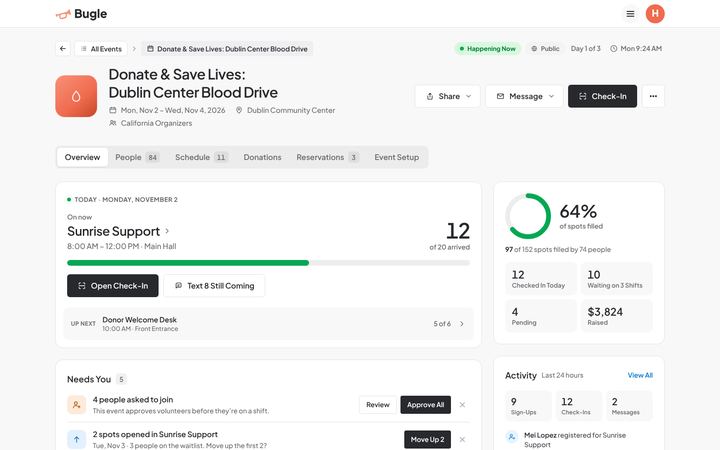 Bugle
H
All Events
Donate & Save Lives: Dublin Center Blood Drive
Happening Now
Public
Day 1 of 3
Mon 9:24 AM
Donate & Save Lives:
Dublin Center Blood Drive
Mon, Nov 2 – Wed, Nov 4, 2026
Dublin Community Center
California Organizers
Share
Message
Check-In
Overview
People 84
Schedule 11
Donations
Reservations 3
Event Setup
TODAY · MONDAY, NOVEMBER 2
On now
Sunrise Support
8:00 AM – 12:00 PM · Main Hall
12
of 20 arrived
Open Check-In
Text 8 Still Coming
UP NEXT
Donor Welcome Desk
10:00 AM · Front Entrance
5 of 6
64%
of spots filled
97 of 152 spots filled by 74 people
12
Checked In Today
10
Waiting on 3 Shifts
4
Pending
$3,824
Raised
Needs You 5
4 people asked to join
This event approves volunteers before they're on a shift.
Review
Approve All
2 spots opened in Sunrise Support
Tue, Nov 3 · 3 people on the waitlist. Move up the first 2?
Move Up 2
Activity Last 24 hours
View All
9
Sign-Ups
12
Check-Ins
2
Messages
Mei Lopez registered for Sunrise
Support